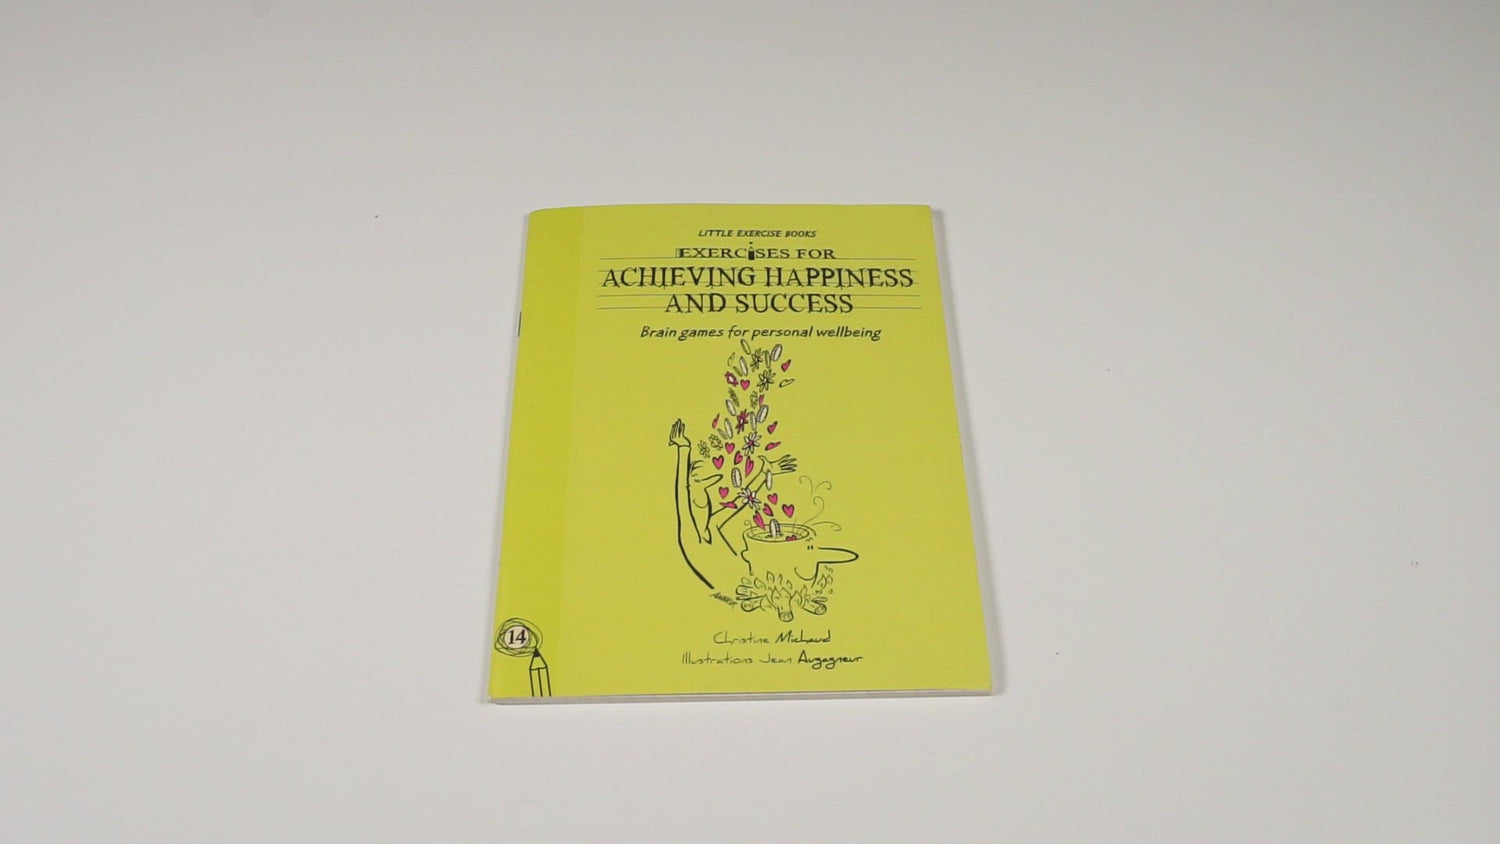 LITTLE EXERCISE BOOKS
EXERCISES FOR
ACHIEVING HAPPINESS
AND SUCCESS
Brain games for personal wellbeing
Christine Michaud
Illustrations Jean Augagneur
14